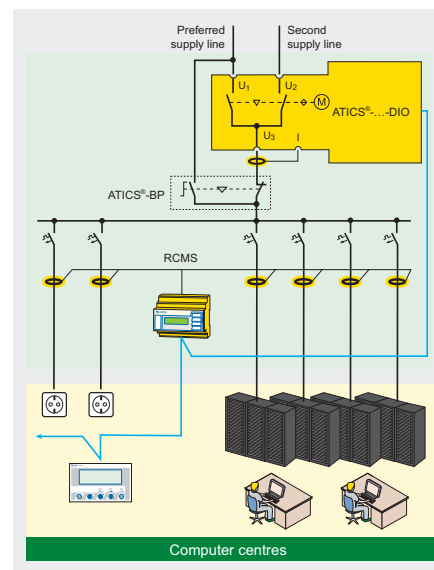 Preferred
supply line
Second
supply line
U1
U2
M
ATICS®-...-DIO
U3
I
ATICS®-BP
RCMS
Computer centres